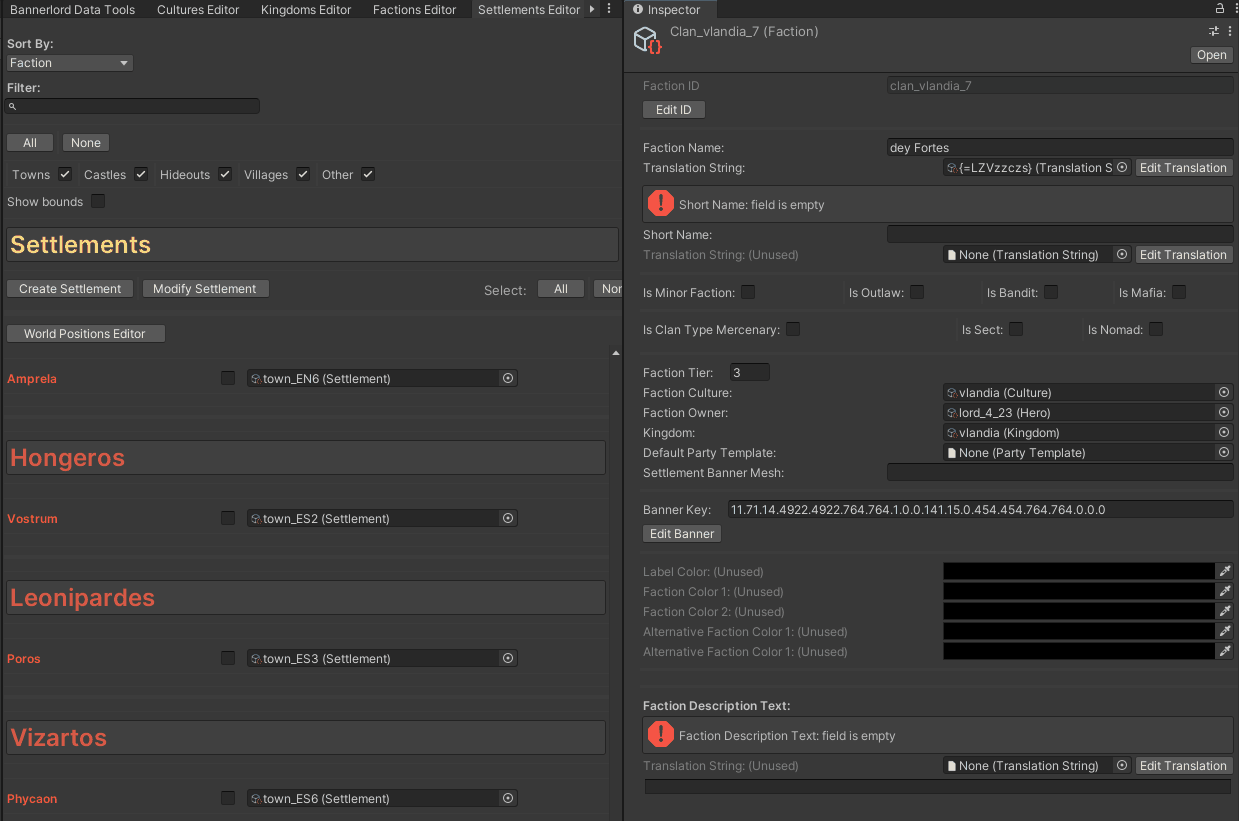 Bannerlord Data Tools Cultures Editor Kingdoms Editor Factions Editor Settlements Editor
Sort By:
Faction
Filter:
All None
Towns Castles Hideouts Villages Other
Show bounds
Settlements
Create Settlement Modify Settlement Select: All Non
World Positions Editor
Amprela town_EN6 (Settlement)
Hongeros
Vostrum town_ES2 (Settlement)
Leonipardes
Poros town_ES3 (Settlement)
Vizartos
Phycaon town_ES6 (Settlement)
Inspector
Clan_vlandia_7 (Faction)
Open
Faction ID clan_vlandia_7
Edit ID
Faction Name: dey Fortes
Translation String: {=LZVzzczs} (Translation S Edit Translation
Short Name: field is empty
Short Name:
Translation String: (Unused) None (Translation String) Edit Translation
Is Minor Faction: Is Outlaw: Is Bandit: Is Mafia:
Is Clan Type Mercenary: Is Sect: Is Nomad:
Faction Tier: 3
Faction Culture: vlandia (Culture)
Faction Owner: lord_4_23 (Hero)
Kingdom: vlandia (Kingdom)
Default Party Template: None (Party Template)
Settlement Banner Mesh:
Banner Key: 11.71.14.4922.4922.764.764.1.0.0.141.15.0.454.454.764.764.0.0.0
Edit Banner
Label Color: (Unused)
Faction Color 1: (Unused)
Faction Color 2: (Unused)
Alternative Faction Color 1: (Unused)
Alternative Faction Color 1: (Unused)
Faction Description Text:
Faction Description Text: field is empty
Translation String: (Unused) None (Translation String) Edit Translation